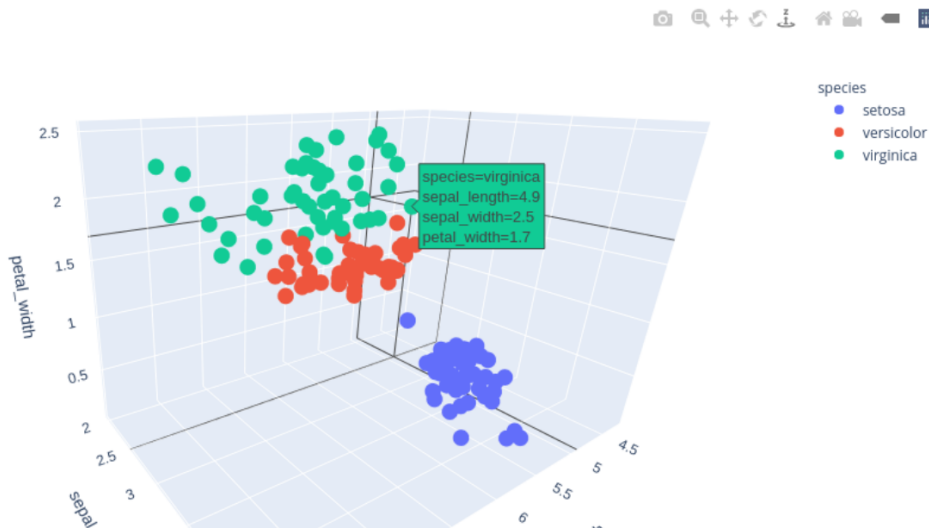 z
species
setosa
versicolor
virginica
species=virginica
sepal_length=4.9
sepal_width=2.5
petal_width=1.7
2.5
2
1.5
1
0.5
petal_width
2
2.5
3
sepal
4.5
5
5.5
6